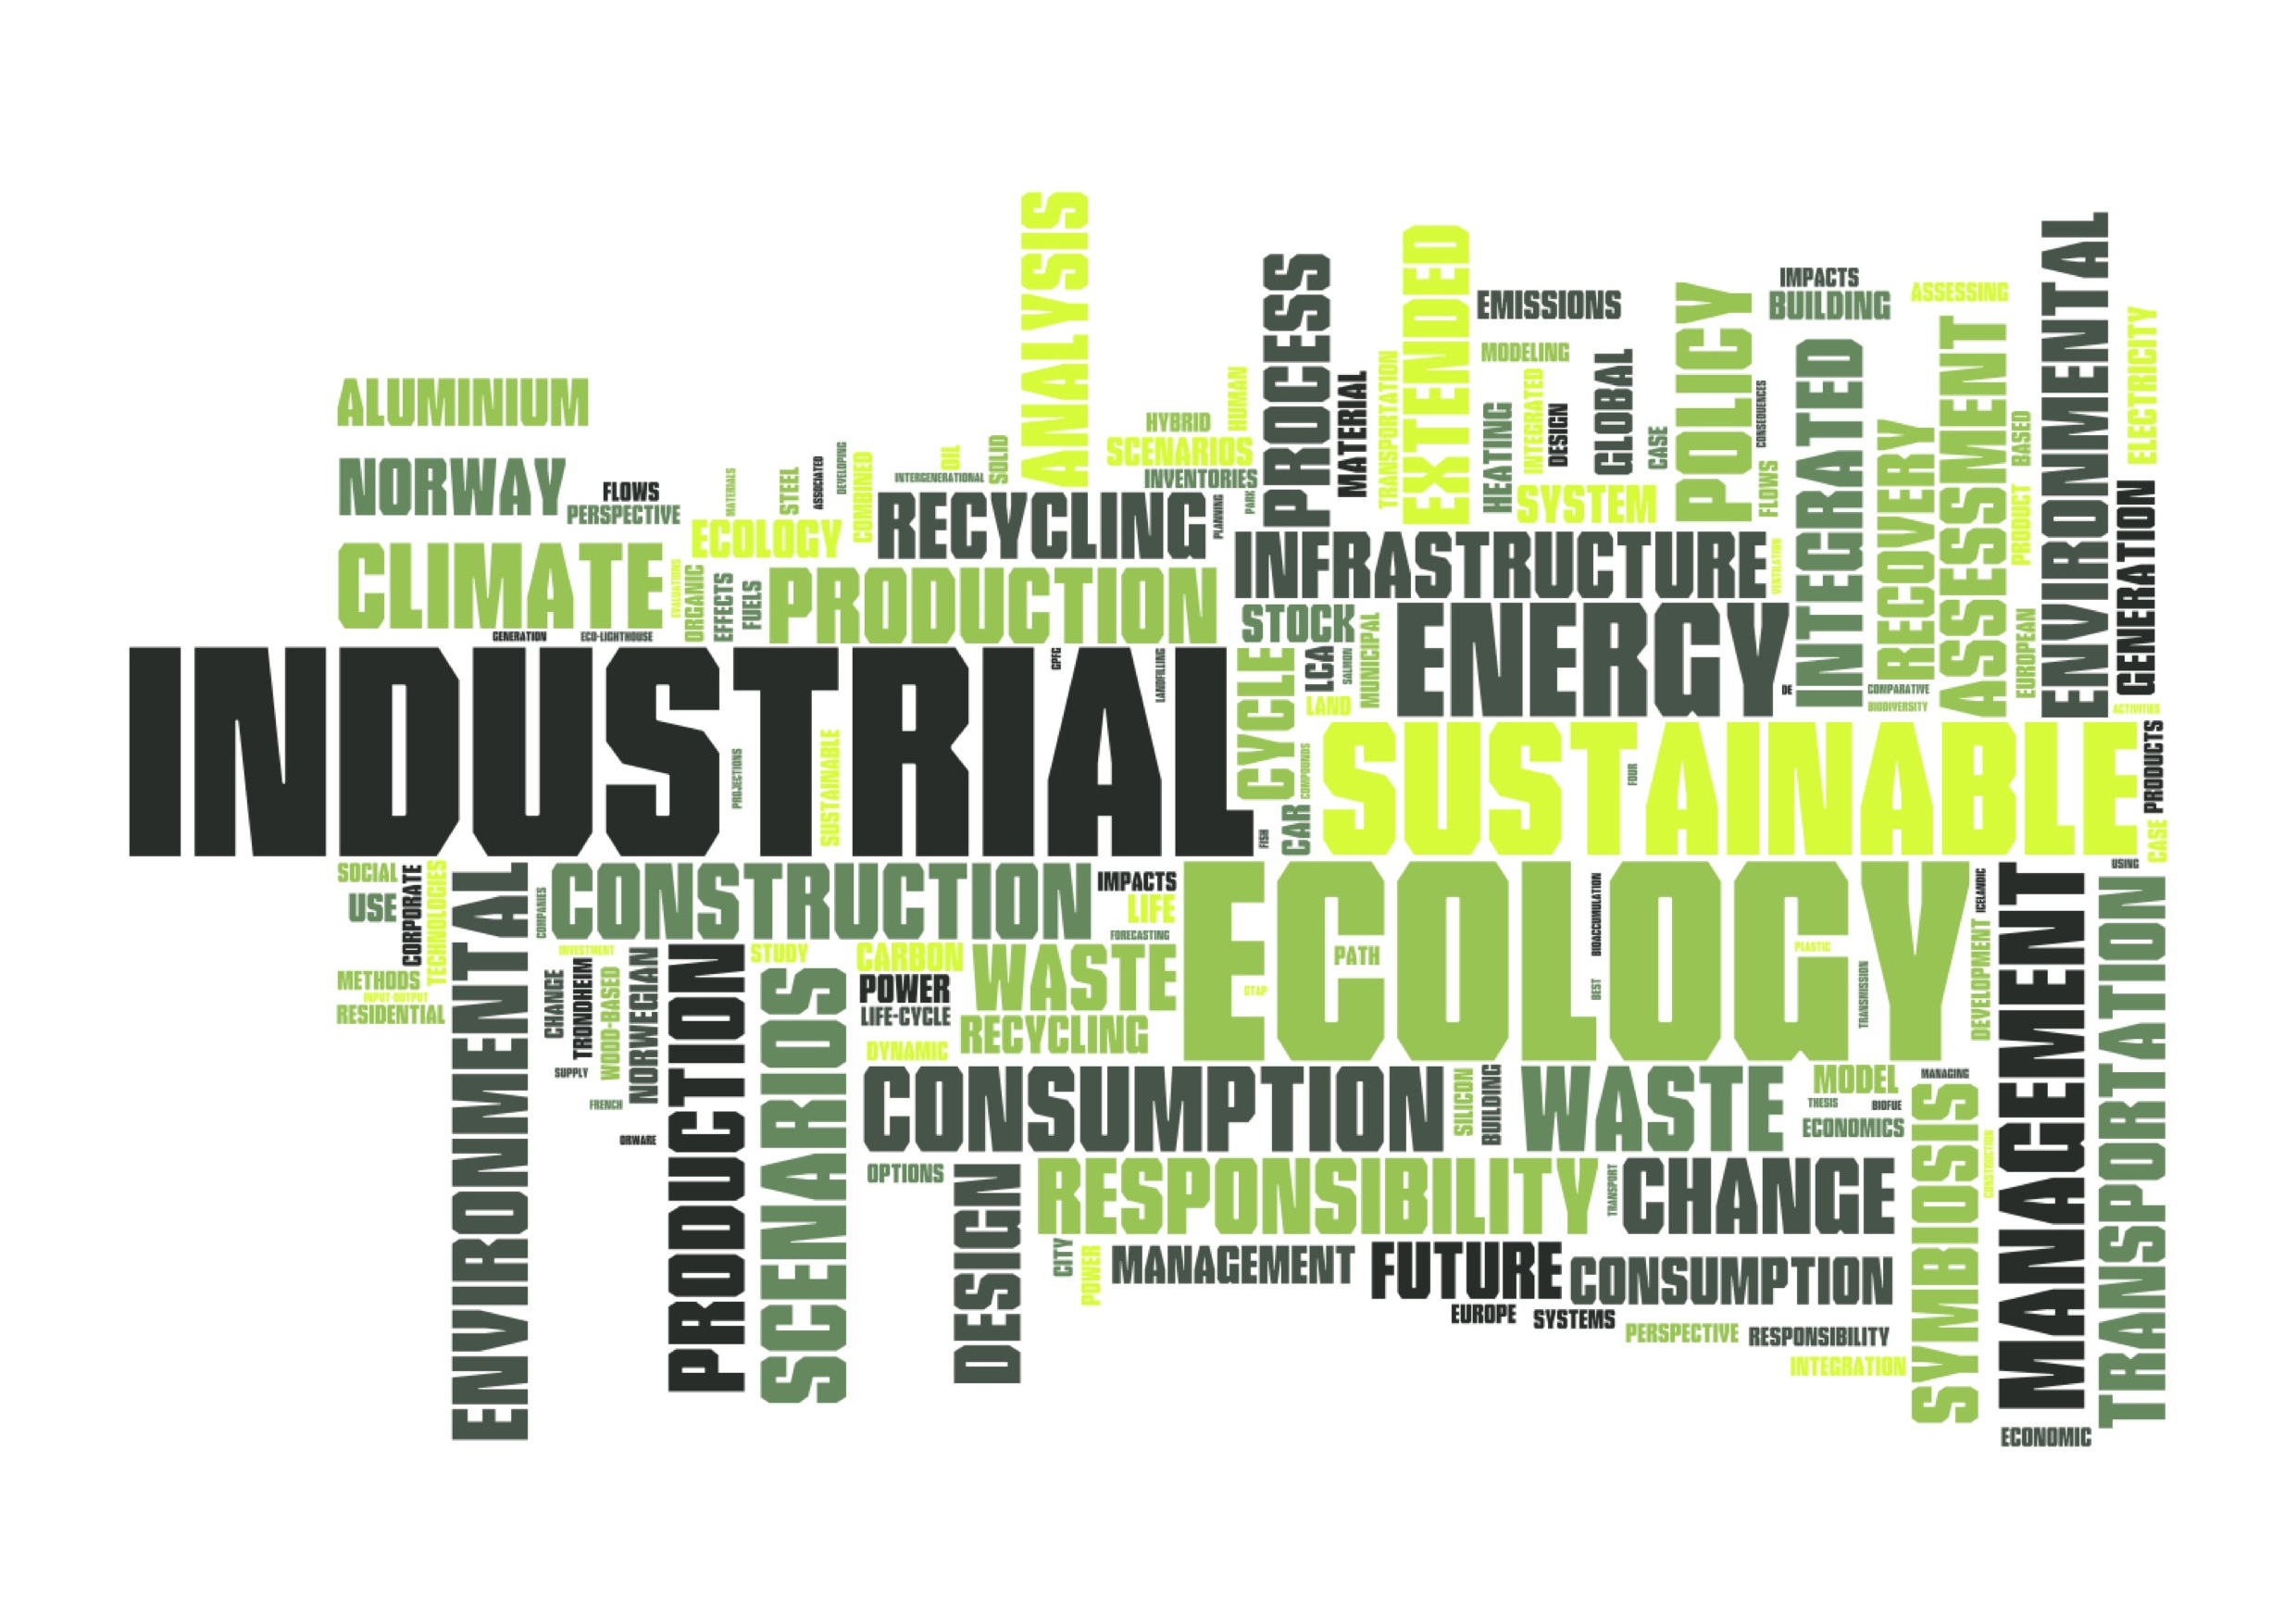 ANALYSIS
ENVIRONMENTAL
EXTENDED
PROCESS
IMPACTS
POLICY
ASSESSING
EMISSIONS
BUILDING
ELECTRICITY
ASSESSMENT
INTEGRATED
MODELING
GLOBAL
TRANSPORTATION
HUMAN
MATERIAL
INTEGRATED
ALUMINIUM
CONSEQUENCES
HEATING
DESIGN
HYBRID
BASED
RECOVERY
CASE
SCENARIOS
SOLID
OIL
DEVELOPING
COMBINED
NORWAY
ASSOCIATED
STEEL
MATERIALS
INTERGENERATIONAL
INVENTORIES
FLOWS
FLOWS
GENERATION
SYSTEM
PRODUCT
PARK
RECYCLING
PLANNING
PERSPECTIVE
ECOLOGY
INFRASTRUCTURE
VENTRATION
CLIMATE
EVALUATIONS
ORGANIC
EFFECTS
FUELS
PRODUCTION
STOCK
MUNICIPAL
ENERGY
EUROPEAN
GENERATION
ECO-LIGHTHOUSE
INDUSTRIAL
GPFG
LANDFILLING
CYCLE
LCA
SALMON
DE
COMPARATIVE
BIODIVERSITY
LAND
ACTIVITIES
SUSTAINABLE
PRODUCTS
PROJECTIONS
SUSTAINABLE
COMPOUNDS
FOUR
CAR
FISH
CASE
USING
SOCIAL
CORPORATE
TECHNOLOGIES
ENVIRONMENTAL
COMPANIES
CONSTRUCTION
IMPACTS
ECOLOGY
BIOACCUMULATION
ICELANDIC
MANAGEMENT
TRANSPORTATION
USE
LIFE
FORECASTING
DEVELOPMENT
INVESTMENT
STUDY
CARBON
WASTE
PATH
PLASTIC
PRODUCTION
NORWEGIAN
TRONDHEIM
WOOD-BASED
CHANGE
SCENARIOS
METHODS
POWER
GTAP
BEST
TRANSMISSION
INPUT-OUTPUT
RESIDENTIAL
LIFE-CYCLE
RECYCLING
DYNAMIC
SUPPLY
CONSUMPTION
SILICON
BUILDING
WASTE
MODEL
MANAGING
FRENCH
THESIS
BIOFUE
SYMBIOSIS
ECONOMICS
ORWARE
CONSTRUCTION
OPTIONS
DESIGN
RESPONSIBILITY
TRANSPORT
CHANGE
CITY
POWER
MANAGEMENT
FUTURE
CONSUMPTION
EUROPE
SYSTEMS
PERSPECTIVE
RESPONSIBILITY
INTEGRATION
ECONOMIC